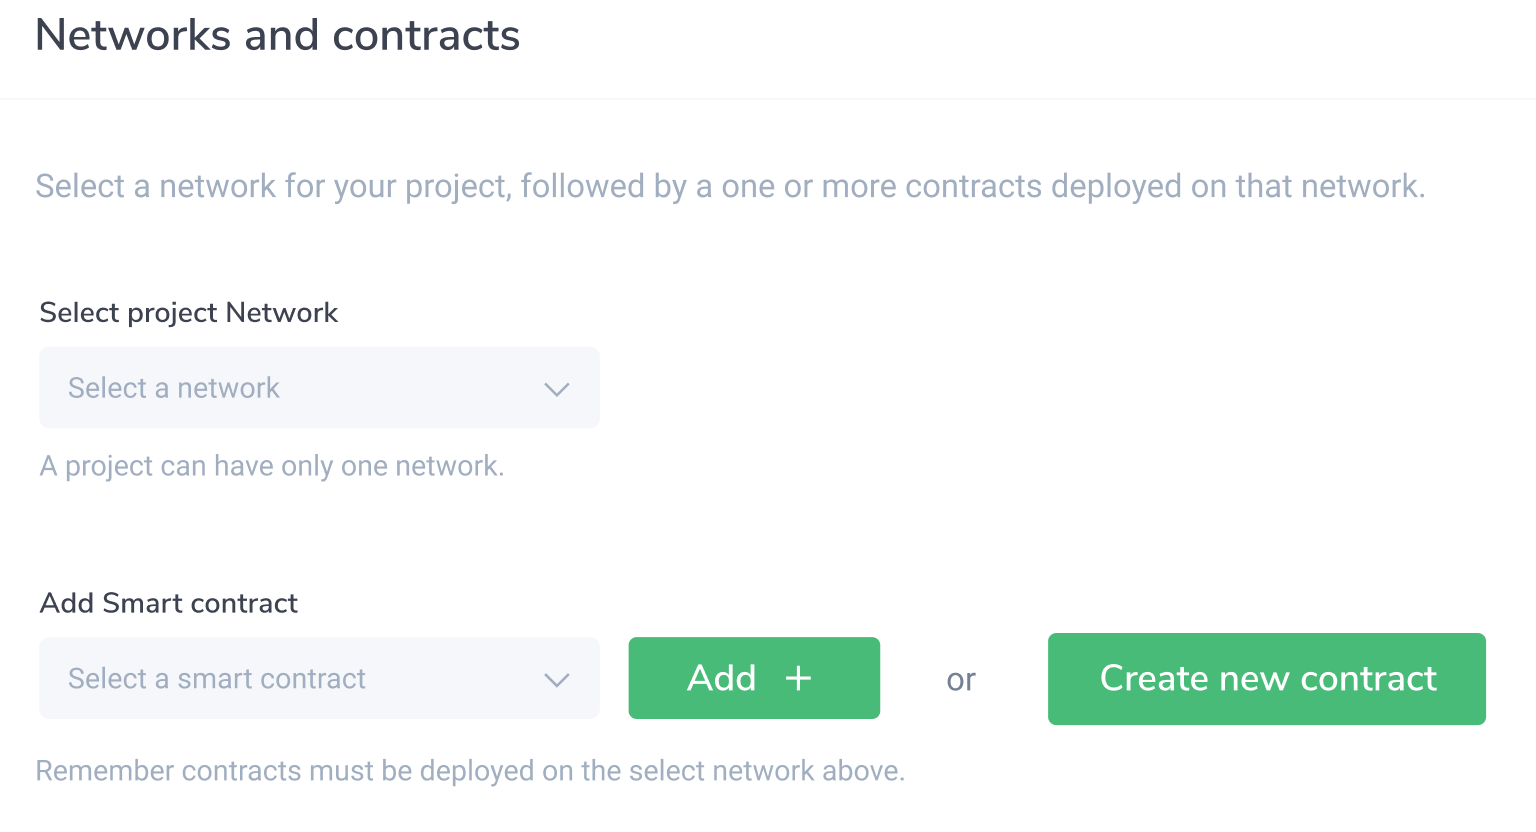 Networks and contracts
Select a network for your project, followed by a one or more contracts deployed on that network.
Select project Network
Select a network
A project can have only one network.
Add Smart contract
Select a smart contract
Add +
or
Create new contract
Remember contracts must be deployed on the select network above.